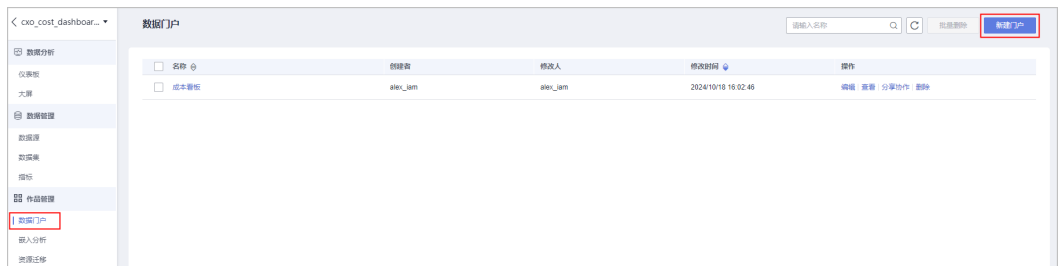 cxo_cost_dashboar...
数据分析
仪表板
大屏
数据管理
数据源
数据集
指标
作品管理
数据门户
嵌入分析
资源迁移
数据门户
请输入名称
批量删除
新建门户
名称 创建者 修改人 修改时间 操作
成本看板 alex_iam alex_iam 2024/10/18 16:02:46 编辑 查看 分享协作 删除